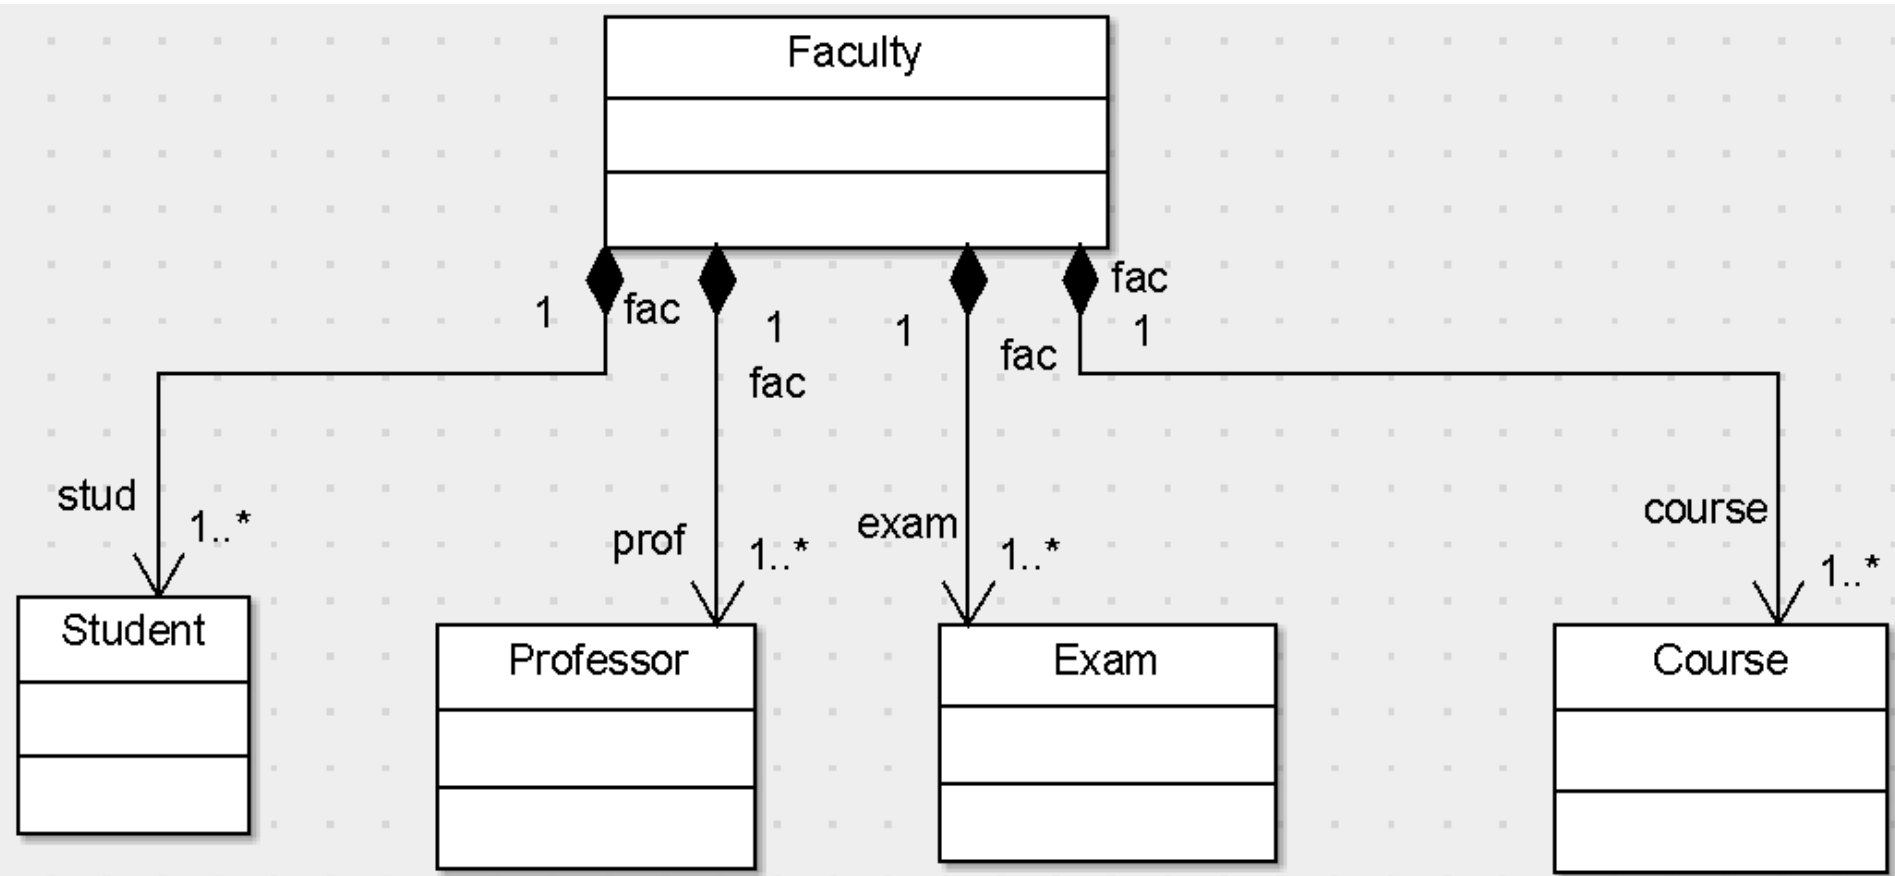 Faculty
fac
1
fac
1
1
fac
1
fac
stud
1..*
prof
1..*
exam
1..*
course
1..*
Student
Professor
Exam
Course